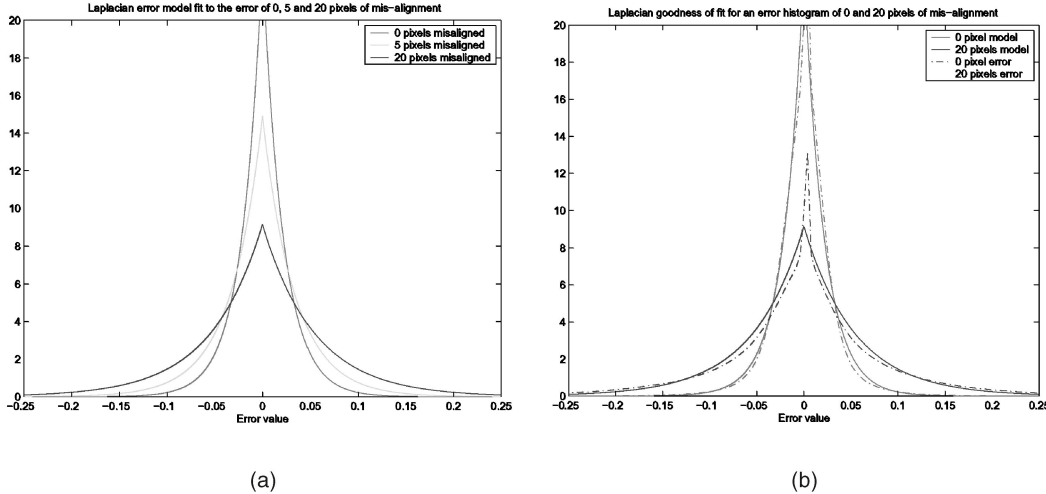 Laplacian error model fit to the error of 0, 5 and 20 pixels of mis-alignment
20
18
16
14
12
10
8
6
4
2
0
0 pixels misaligned
5 pixels misaligned
20 pixels misaligned
-0.25 -0.2 -0.15 -0.1 -0.05 0 0.05 0.1 0.15 0.2 0.25
Error value
(a)
Laplacian goodness of fit for an error histogram of 0 and 20 pixels of mis-alignment
20
18
16
14
12
10
8
6
4
2
0
0 pixel model
20 pixels model
0 pixel error
20 pixels error
-0.25 -0.2 -0.15 -0.1 -0.05 0 0.05 0.1 0.15 0.2 0.25
Error value
(b)